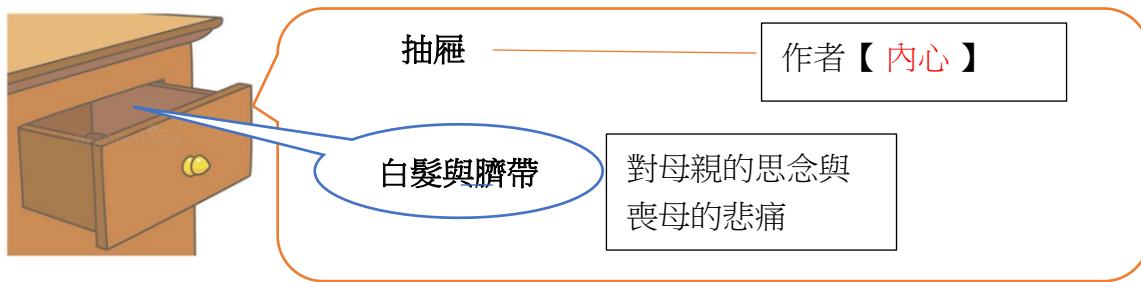 抽屜
作者【 內心 】
白髮與臍帶
對母親的思念與
喪母的悲痛